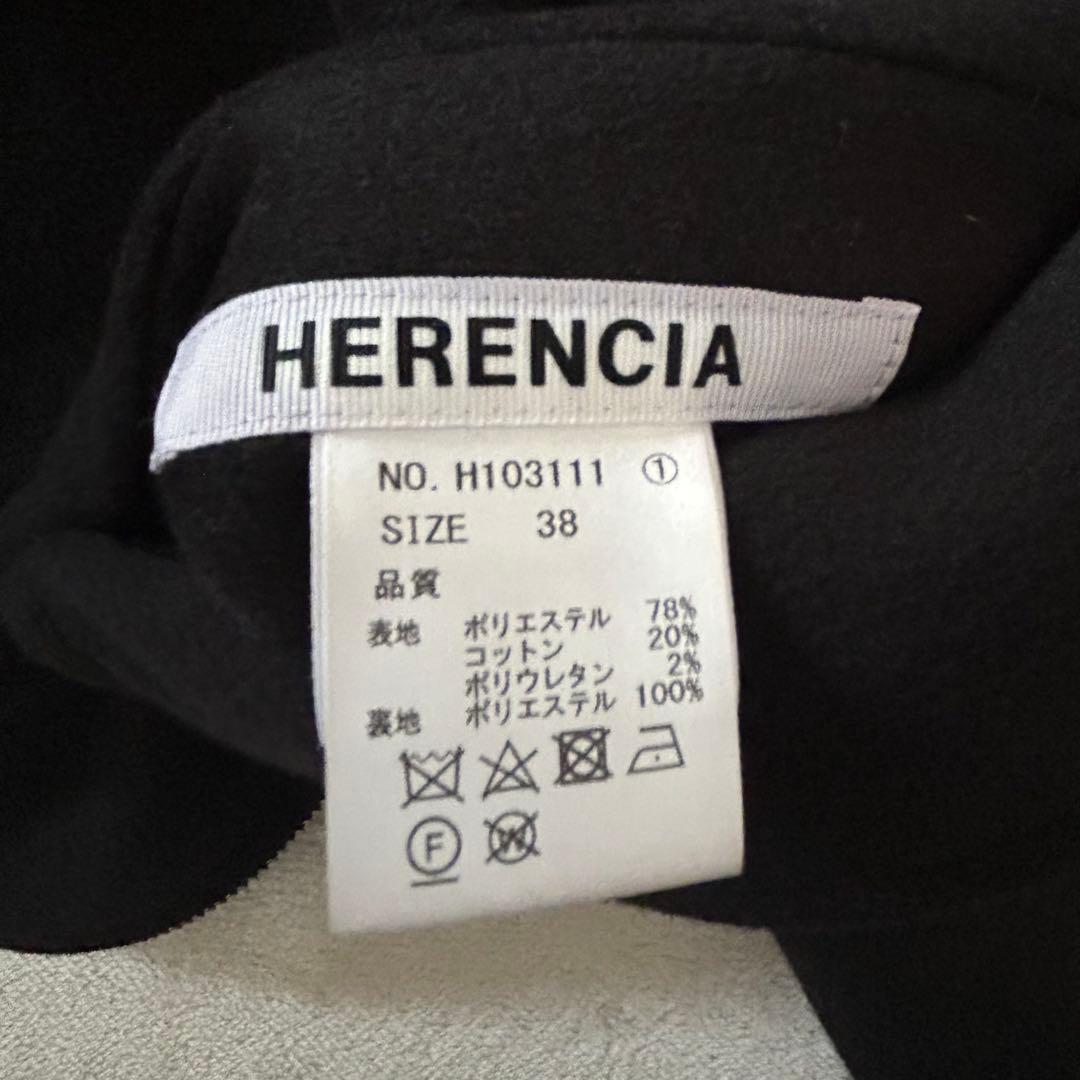 HERENCIA
NO. H103111 ①
SIZE 38
品質
表地 ポリエステル 78%
コットン 20%
ポリウレタン 2%
裏地 ポリエステル 100%
F W